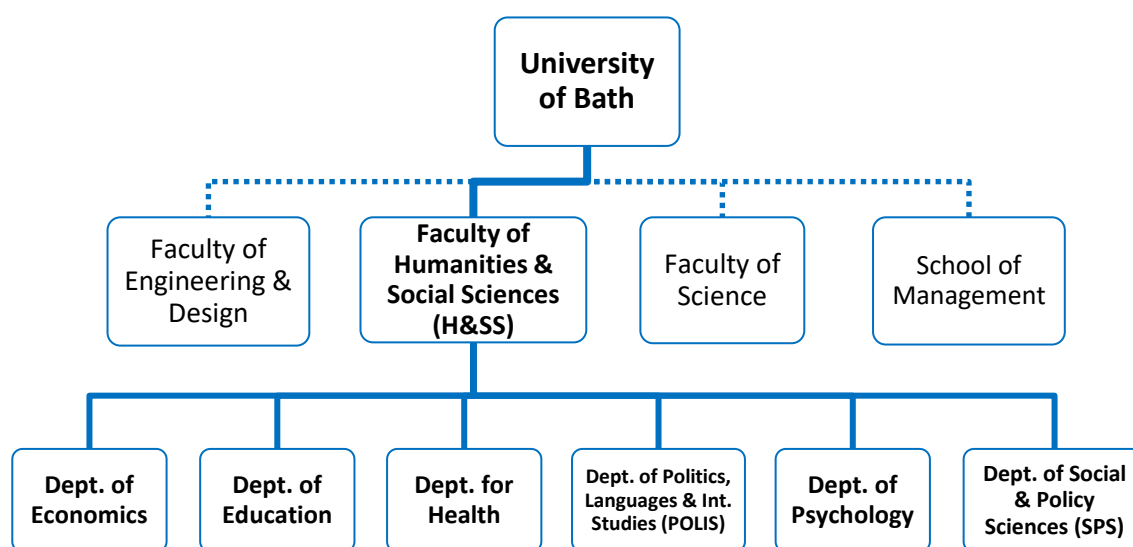 University
of Bath
Faculty of
Engineering &
Design
Faculty of
Humanities &
Social Sciences
(H&SS)
Faculty of
Science
School of
Management
Dept. of
Economics
Dept. of
Education
Dept. for
Health
Dept. of Politics,
Languages & Int.
Studies (POLIS)
Dept. of
Psychology
Dept. of Social
& Policy
Sciences (SPS)